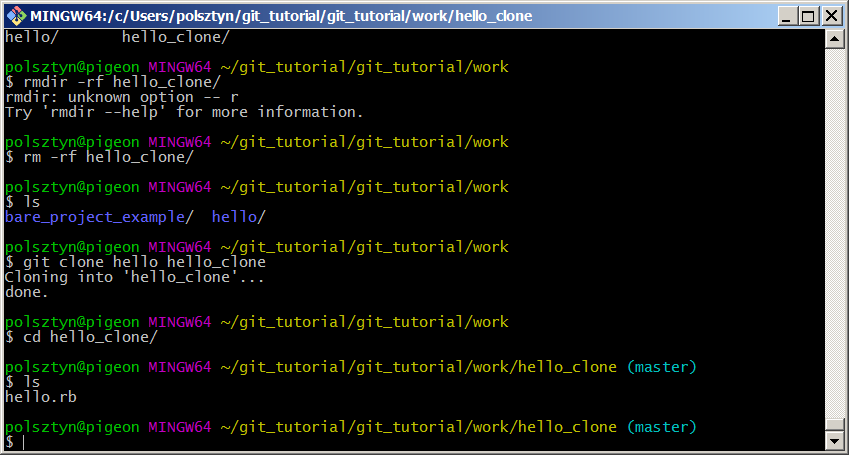 MINGW64:/c/Users/polsztyn/git_tutorial/git_tutorial/work/hello_clone
hello/       hello_clone/
polsztyn@pigeon MINGW64 ~/git_tutorial/git_tutorial/work
$ rmdir -rf hello_clone/
rmdir: unknown option -- r
Try 'rmdir --help' for more information.
polsztyn@pigeon MINGW64 ~/git_tutorial/git_tutorial/work
$ rm -rf hello_clone/
polsztyn@pigeon MINGW64 ~/git_tutorial/git_tutorial/work
$ ls
bare_project_example/  hello/
polsztyn@pigeon MINGW64 ~/git_tutorial/git_tutorial/work
$ git clone hello hello_clone
Cloning into 'hello_clone'...
done.
polsztyn@pigeon MINGW64 ~/git_tutorial/git_tutorial/work
$ cd hello_clone/
polsztyn@pigeon MINGW64 ~/git_tutorial/git_tutorial/work/hello_clone (master)
$ ls
hello.rb
polsztyn@pigeon MINGW64 ~/git_tutorial/git_tutorial/work/hello_clone (master)
$